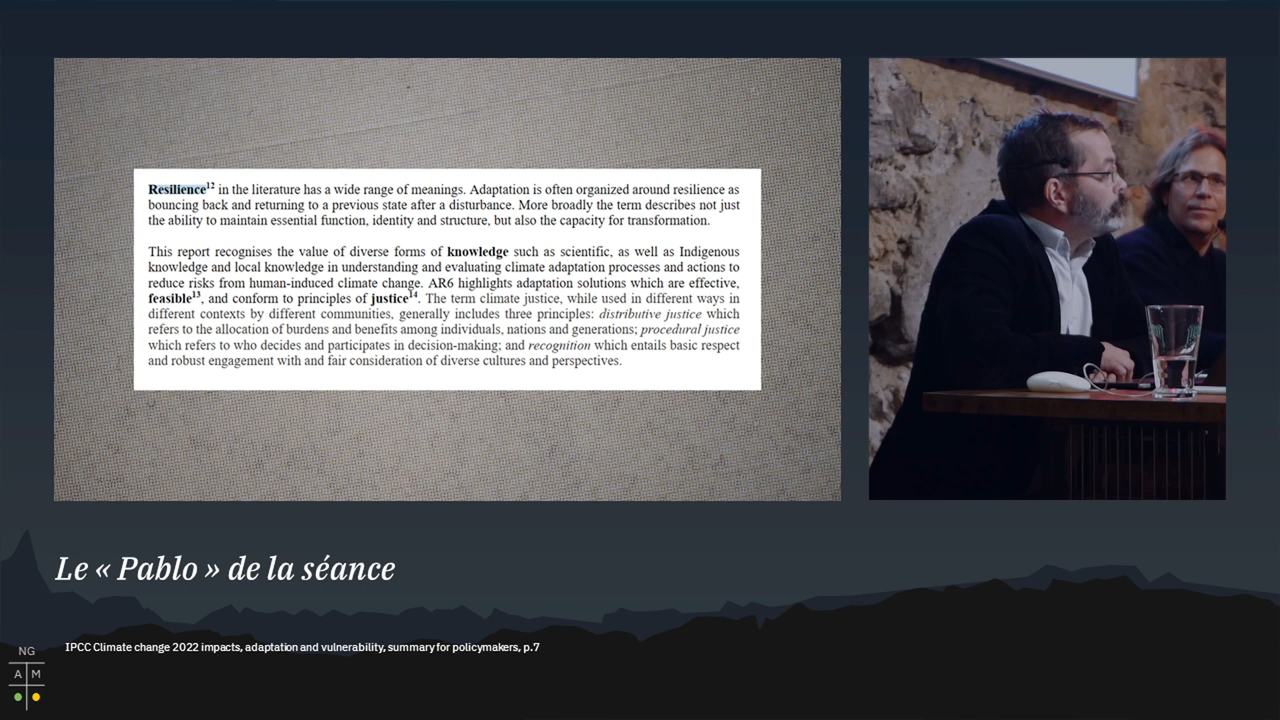 Resilience12 in the literature has a wide range of meanings. Adaptation is often organized around resilience as
bouncing back and returning to a previous state after a disturbance. More broadly the term describes not just
the ability to maintain essential function, identity and structure, but also the capacity for transformation.
This report recognises the value of diverse forms of knowledge such as scientific, as well as Indigenous
knowledge and local knowledge in understanding and evaluating climate adaptation processes and actions to
reduce risks from human-induced climate change. AR6 highlights adaptation solutions which are effective,
feasible13, and conform to principles of justice14. The term climate justice, while used in different ways in
different contexts by different communities, generally includes three principles: distributive justice which
refers to the allocation of burdens and benefits among individuals, nations and generations; procedural justice
which refers to who decides and participates in decision-making; and recognition which entails basic respect
and robust engagement with and fair consideration of diverse cultures and perspectives.
Le « Pablo » de la séance
IPCC Climate change 2022 impacts, adaptation and vulnerability, summary for policymakers, p.7
NG
A M